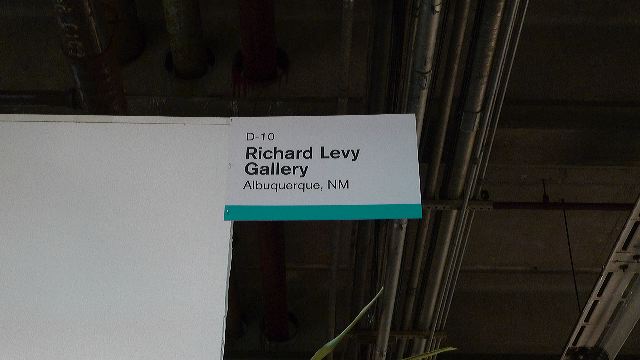 D-10
Richard Levy
Gallery
Albuquerque, NM